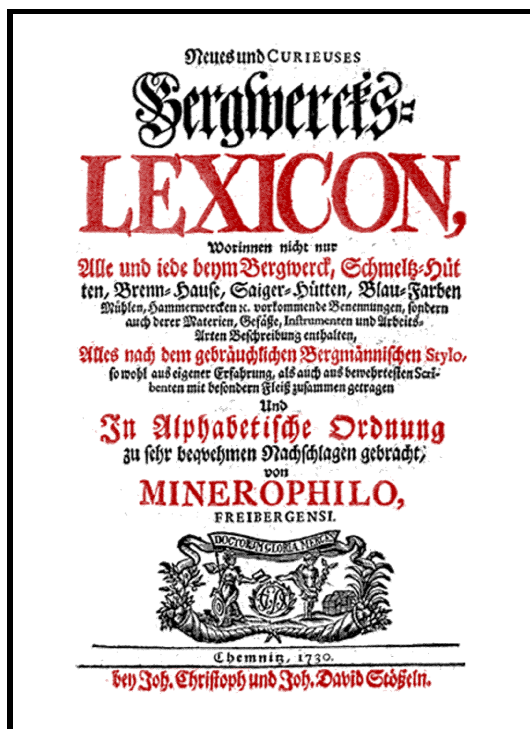 Neues und CURIEUSES
Bergwercks-
LEXICON,
Worinnen nicht nur
Alle und iede beym Bergwerck, Schmeltz-Hüt
ten, Brenn-Hause, Saiger-Hütten, Blau-Farben
Mühlen, Hammerwercken ꝛc. vorkommende Benennungen, sondern
auch derer Materien, Gefäße, Instrumenten und Arbeits-
Arten Beschreibung enthalten,
Alles nach dem gebräuchlichen Bergmännischen Stylo,
so wohl aus eigener Erfahrung, als auch aus bewehrtesten Scri-
benten mit besondern Fleiß zusammen getragen
Und
In Alphabetische Ordnung
zu sehr beqvehmen Nachschlagen gebracht,
von
MINEROPHILO,
FREIBERGENSI.
DOCTORUM GLORIA MERCES
Chemnitz, 1730.
bey Joh. Christoph und Joh. David Stößeln.